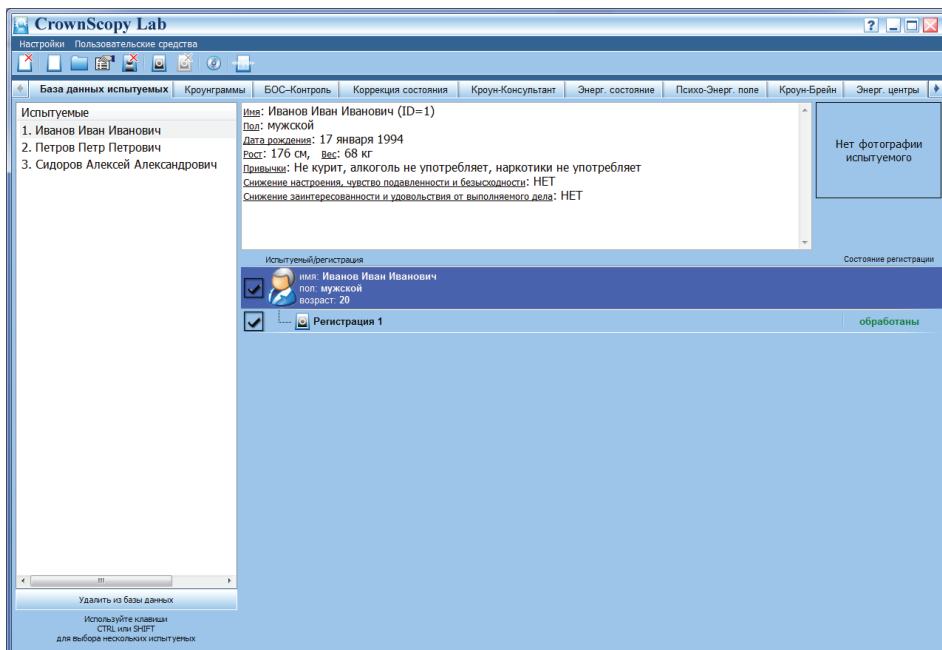 CrownScopy Lab
?
Настройки Пользовательские средства
База данных испытуемых Кроунграммы БОС–Контроль Коррекция состояния Кроун-Консультант Энерг. состояние Психо-Энерг. поле Кроун-Брейн Энерг. центры
Испытуемые
1. Иванов Иван Иванович
2. Петров Петр Петрович
3. Сидоров Алексей Александрович
Имя: Иванов Иван Иванович (ID=1)
Пол: мужской
Дата рождения: 17 января 1994
Рост: 176 см, Вес: 68 кг
Привычки: Не курит, алкоголь не употребляет, наркотики не употребляет
Снижение настроения, чувство подавленности и безысходности: НЕТ
Снижение заинтересованности и удовольствия от выполняемого дела: НЕТ
Нет фотографии
испытуемого
Испытуемый/регистрация Состояние регистрации
имя: Иванов Иван Иванович
пол: мужской
возраст: 20
Регистрация 1 обработаны
Удалить из базы данных
Используйте клавиши
CTRL или SHIFT
для выбора нескольких испытуемых